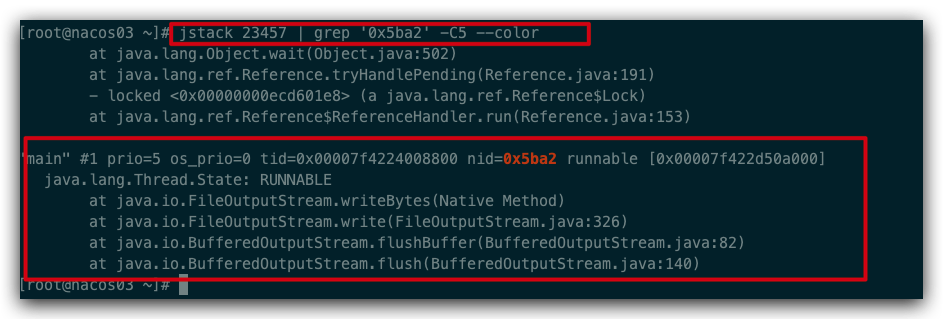 [root@nacos03 ~]# jstack 23457 | grep '0x5ba2' -C5 --color
at java.lang.Object.wait(Object.java:502)
at java.lang.ref.Reference.tryHandlePending(Reference.java:191)
- locked <0x00000000ecd601e8> (a java.lang.ref.Reference$Lock)
at java.lang.ref.Reference$ReferenceHandler.run(Reference.java:153)
"main" #1 prio=5 os_prio=0 tid=0x00007f4224008800 nid=0x5ba2 runnable [0x00007f422d50a000]
java.lang.Thread.State: RUNNABLE
at java.io.FileOutputStream.writeBytes(Native Method)
at java.io.FileOutputStream.write(FileOutputStream.java:326)
at java.io.BufferedOutputStream.flushBuffer(BufferedOutputStream.java:82)
at java.io.BufferedOutputStream.flush(BufferedOutputStream.java:140)
[root@nacos03 ~]#